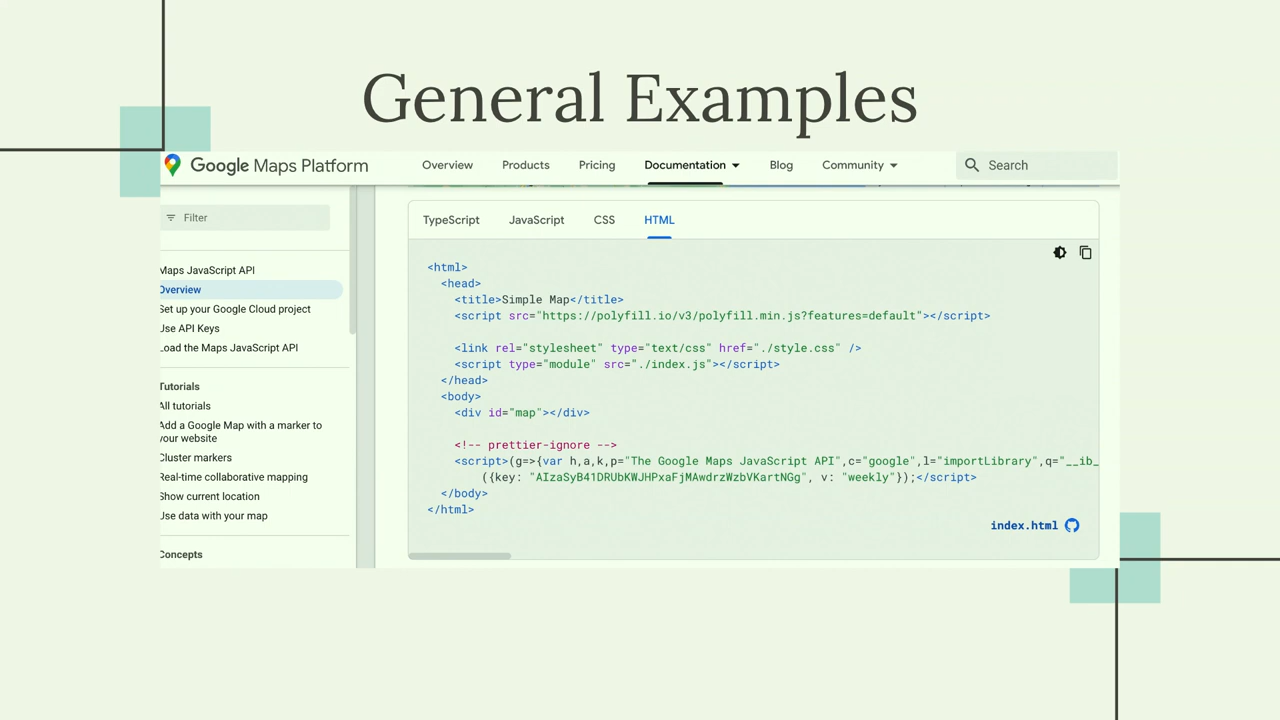 General Examples
Google Maps Platform
Overview
Products
Pricing
Documentation
Blog
Community
Search
Filter
Maps JavaScript API
Overview
Set up your Google Cloud project
Use API Keys
Load the Maps JavaScript API
Tutorials
All tutorials
Add a Google Map with a marker to
your website
Cluster markers
Real-time collaborative mapping
Show current location
Use data with your map
Concepts
TypeScript
JavaScript
CSS
HTML
<html>
<head>
<title>Simple Map</title>
<script src="https://polyfill.io/v3/polyfill.min.js?features=default"></script>
<link rel="stylesheet" type="text/css" href="./style.css" />
<script type="module" src="./index.js"></script>
</head>
<body>
<div id="map"></div>
<!-- prettier-ignore -->
<script>(g=>{var h,a,k,p="The Google Maps JavaScript API",c="google",l="importLibrary",q="__ib_
({key: "AIzaSyB41DRUbKWJHPxaFjMAwdrzWzbVKartNGg", v: "weekly"});</script>
</body>
</html>
index.html